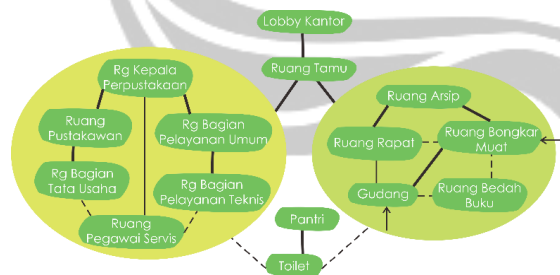 Lobby Kantor
Ruang Tamu
Rg Kepala
Perpustakaan
Ruang
Pustakawan
Rg Bagian
Pelayanan Umum
Rg Bagian
Tata Usaha
Rg Bagian
Pelayanan Teknis
Ruang
Pegawai Servis
Ruang Arsip
Ruang Rapat
Ruang Bongkar
Muat
Gudang
Ruang Bedah
Buku
Pantri
Toilet